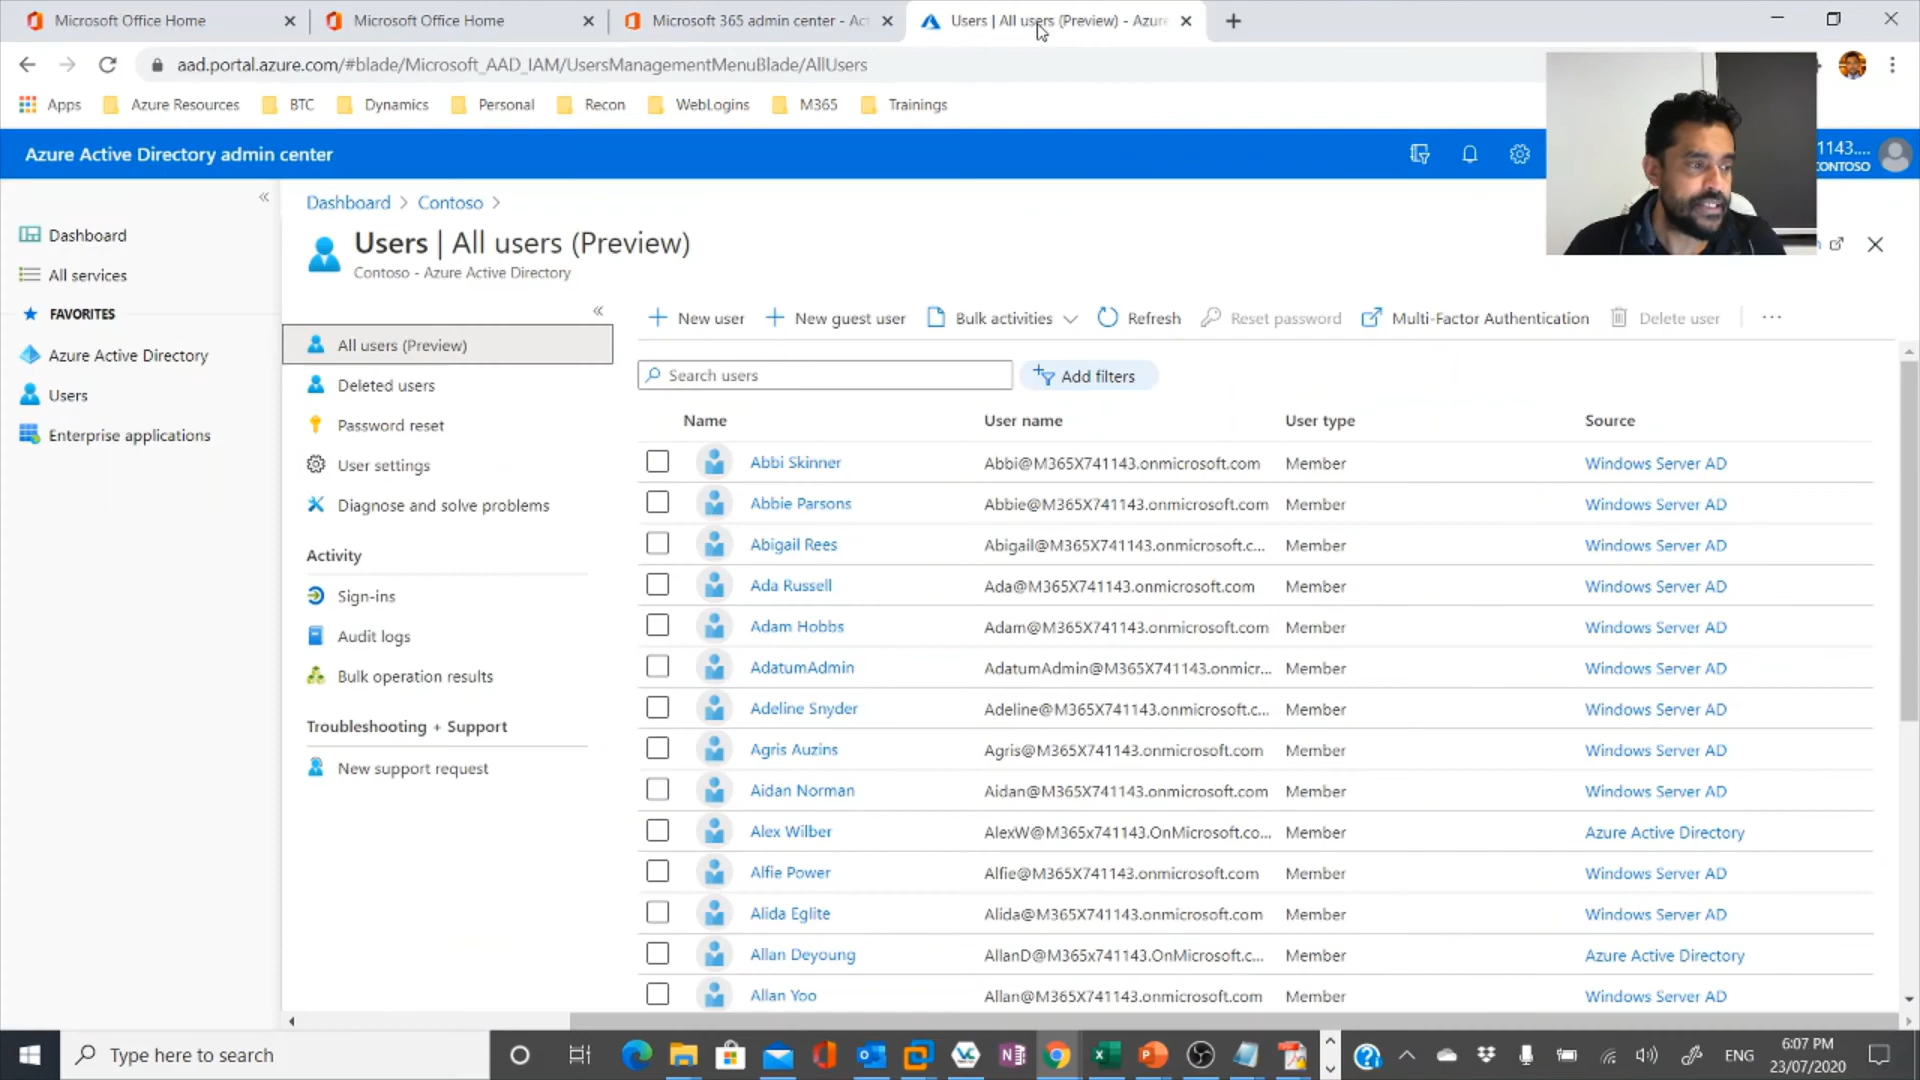 Microsoft Office Home
Microsoft Office Home
Microsoft 365 admin center - Act
Users | All users (Preview) - Azure
aad.portal.azure.com/#blade/Microsoft_AAD_IAM/UsersManagementMenuBlade/AllUsers
Apps
Azure Resources
BTC
Dynamics
Personal
Recon
WebLogins
M365
Trainings
Azure Active Directory admin center
1143....
CONTOSO
Dashboard
All services
FAVORITES
Azure Active Directory
Users
Enterprise applications
Dashboard > Contoso >
Users | All users (Preview)
Contoso - Azure Active Directory
All users (Preview)
Deleted users
Password reset
User settings
Diagnose and solve problems
Activity
Sign-ins
Audit logs
Bulk operation results
Troubleshooting + Support
New support request
New user
New guest user
Bulk activities
Refresh
Reset password
Multi-Factor Authentication
Delete user
Search users
Add filters
Name User name User type Source
Abbi Skinner Abbi@M365X741143.onmicrosoft.com Member Windows Server AD
Abbie Parsons Abbie@M365X741143.onmicrosoft.com Member Windows Server AD
Abigail Rees Abigail@M365X741143.onmicrosoft.c... Member Windows Server AD
Ada Russell Ada@M365X741143.onmicrosoft.com Member Windows Server AD
Adam Hobbs Adam@M365X741143.onmicrosoft.com Member Windows Server AD
AdatumAdmin AdatumAdmin@M365X741143.onmicr... Member Windows Server AD
Adeline Snyder Adeline@M365X741143.onmicrosoft.c... Member Windows Server AD
Agris Auzins Agris@M365X741143.onmicrosoft.com Member Windows Server AD
Aidan Norman Aidan@M365X741143.onmicrosoft.com Member Windows Server AD
Alex Wilber AlexW@M365x741143.OnMicrosoft.co... Member Azure Active Directory
Alfie Power Alfie@M365X741143.onmicrosoft.com Member Windows Server AD
Alida Eglite Alida@M365X741143.onmicrosoft.com Member Windows Server AD
Allan Deyoung AllanD@M365x741143.OnMicrosoft.c... Member Azure Active Directory
Allan Yoo Allan@M365X741143.onmicrosoft.com Member Windows Server AD
Type here to search
ENG
6:07 PM
23/07/2020